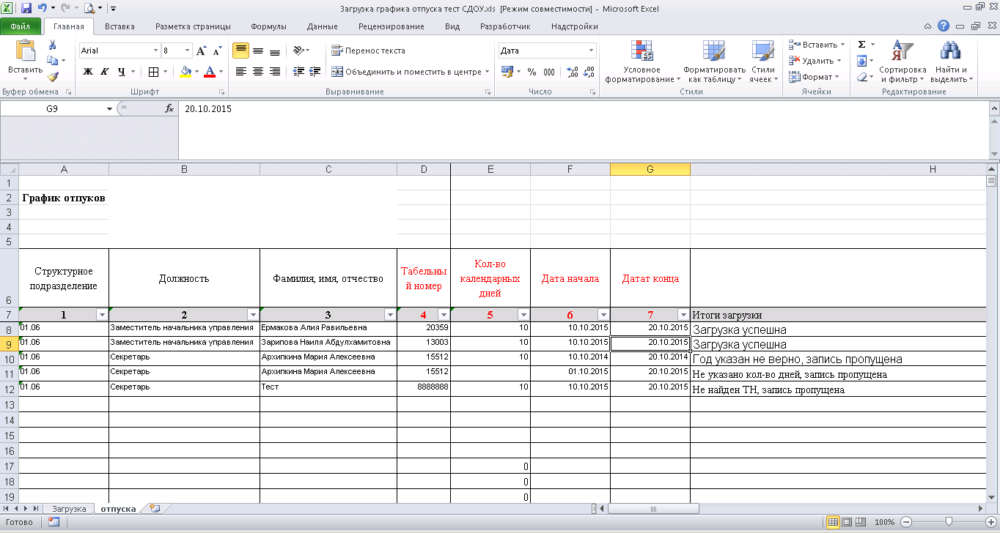 Загрузка графика отпуска тест СДОУ.xls [Режим совместимости] - Microsoft Excel
Файл Главная Вставка Разметка страницы Формулы Данные Рецензирование Вид Разработчик Надстройки
Arial 8 Перенос текста Дата Вставить
Вставить Ж К Ч Объединить и поместить в центре % 000 Условное форматирование Форматировать как таблицу Стили ячеек Удалить Формат Σ Сортировка и фильтр Найти и выделить
Буфер обмена Шрифт Выравнивание Число Стили Ячейки Редактирование
G9 fx 20.10.2015
A B C D E F G H
1
2 График отпуков
3
4
5
6 Структурное подразделение Должность Фамилия, имя, отчество Табельный номер Кол-во календарных дней Дата начала Датат конца
7 1 2 3 4 5 6 7 Итоги загрузки
8 01.06 Заместитель начальника управления Ермакова Алия Равильевна 20359 10 10.10.2015 20.10.2015 Загрузка успешна
9 01.06 Заместитель начальника управления Зарипова Наиля Абдулхамитовна 13003 10 10.10.2015 20.10.2015 Загрузка успешна
10 01.06 Секретарь Архипкина Мария Алексеевна 15512 10 10.10.2014 20.10.2014 Год указан не верно, запись пропущена
11 01.06 Секретарь Архипкина Мария Алексеевна 15512 01.10.2015 20.10.2015 Не указано кол-во дней, запись пропущена
12 01.06 Секретарь Тест 8888888 10 10.10.2015 20.10.2015 Не найден ТН, запись пропущена
13
14
15
16
17 0
18 0
19 0
Загрузка отпуска
Готово 100%